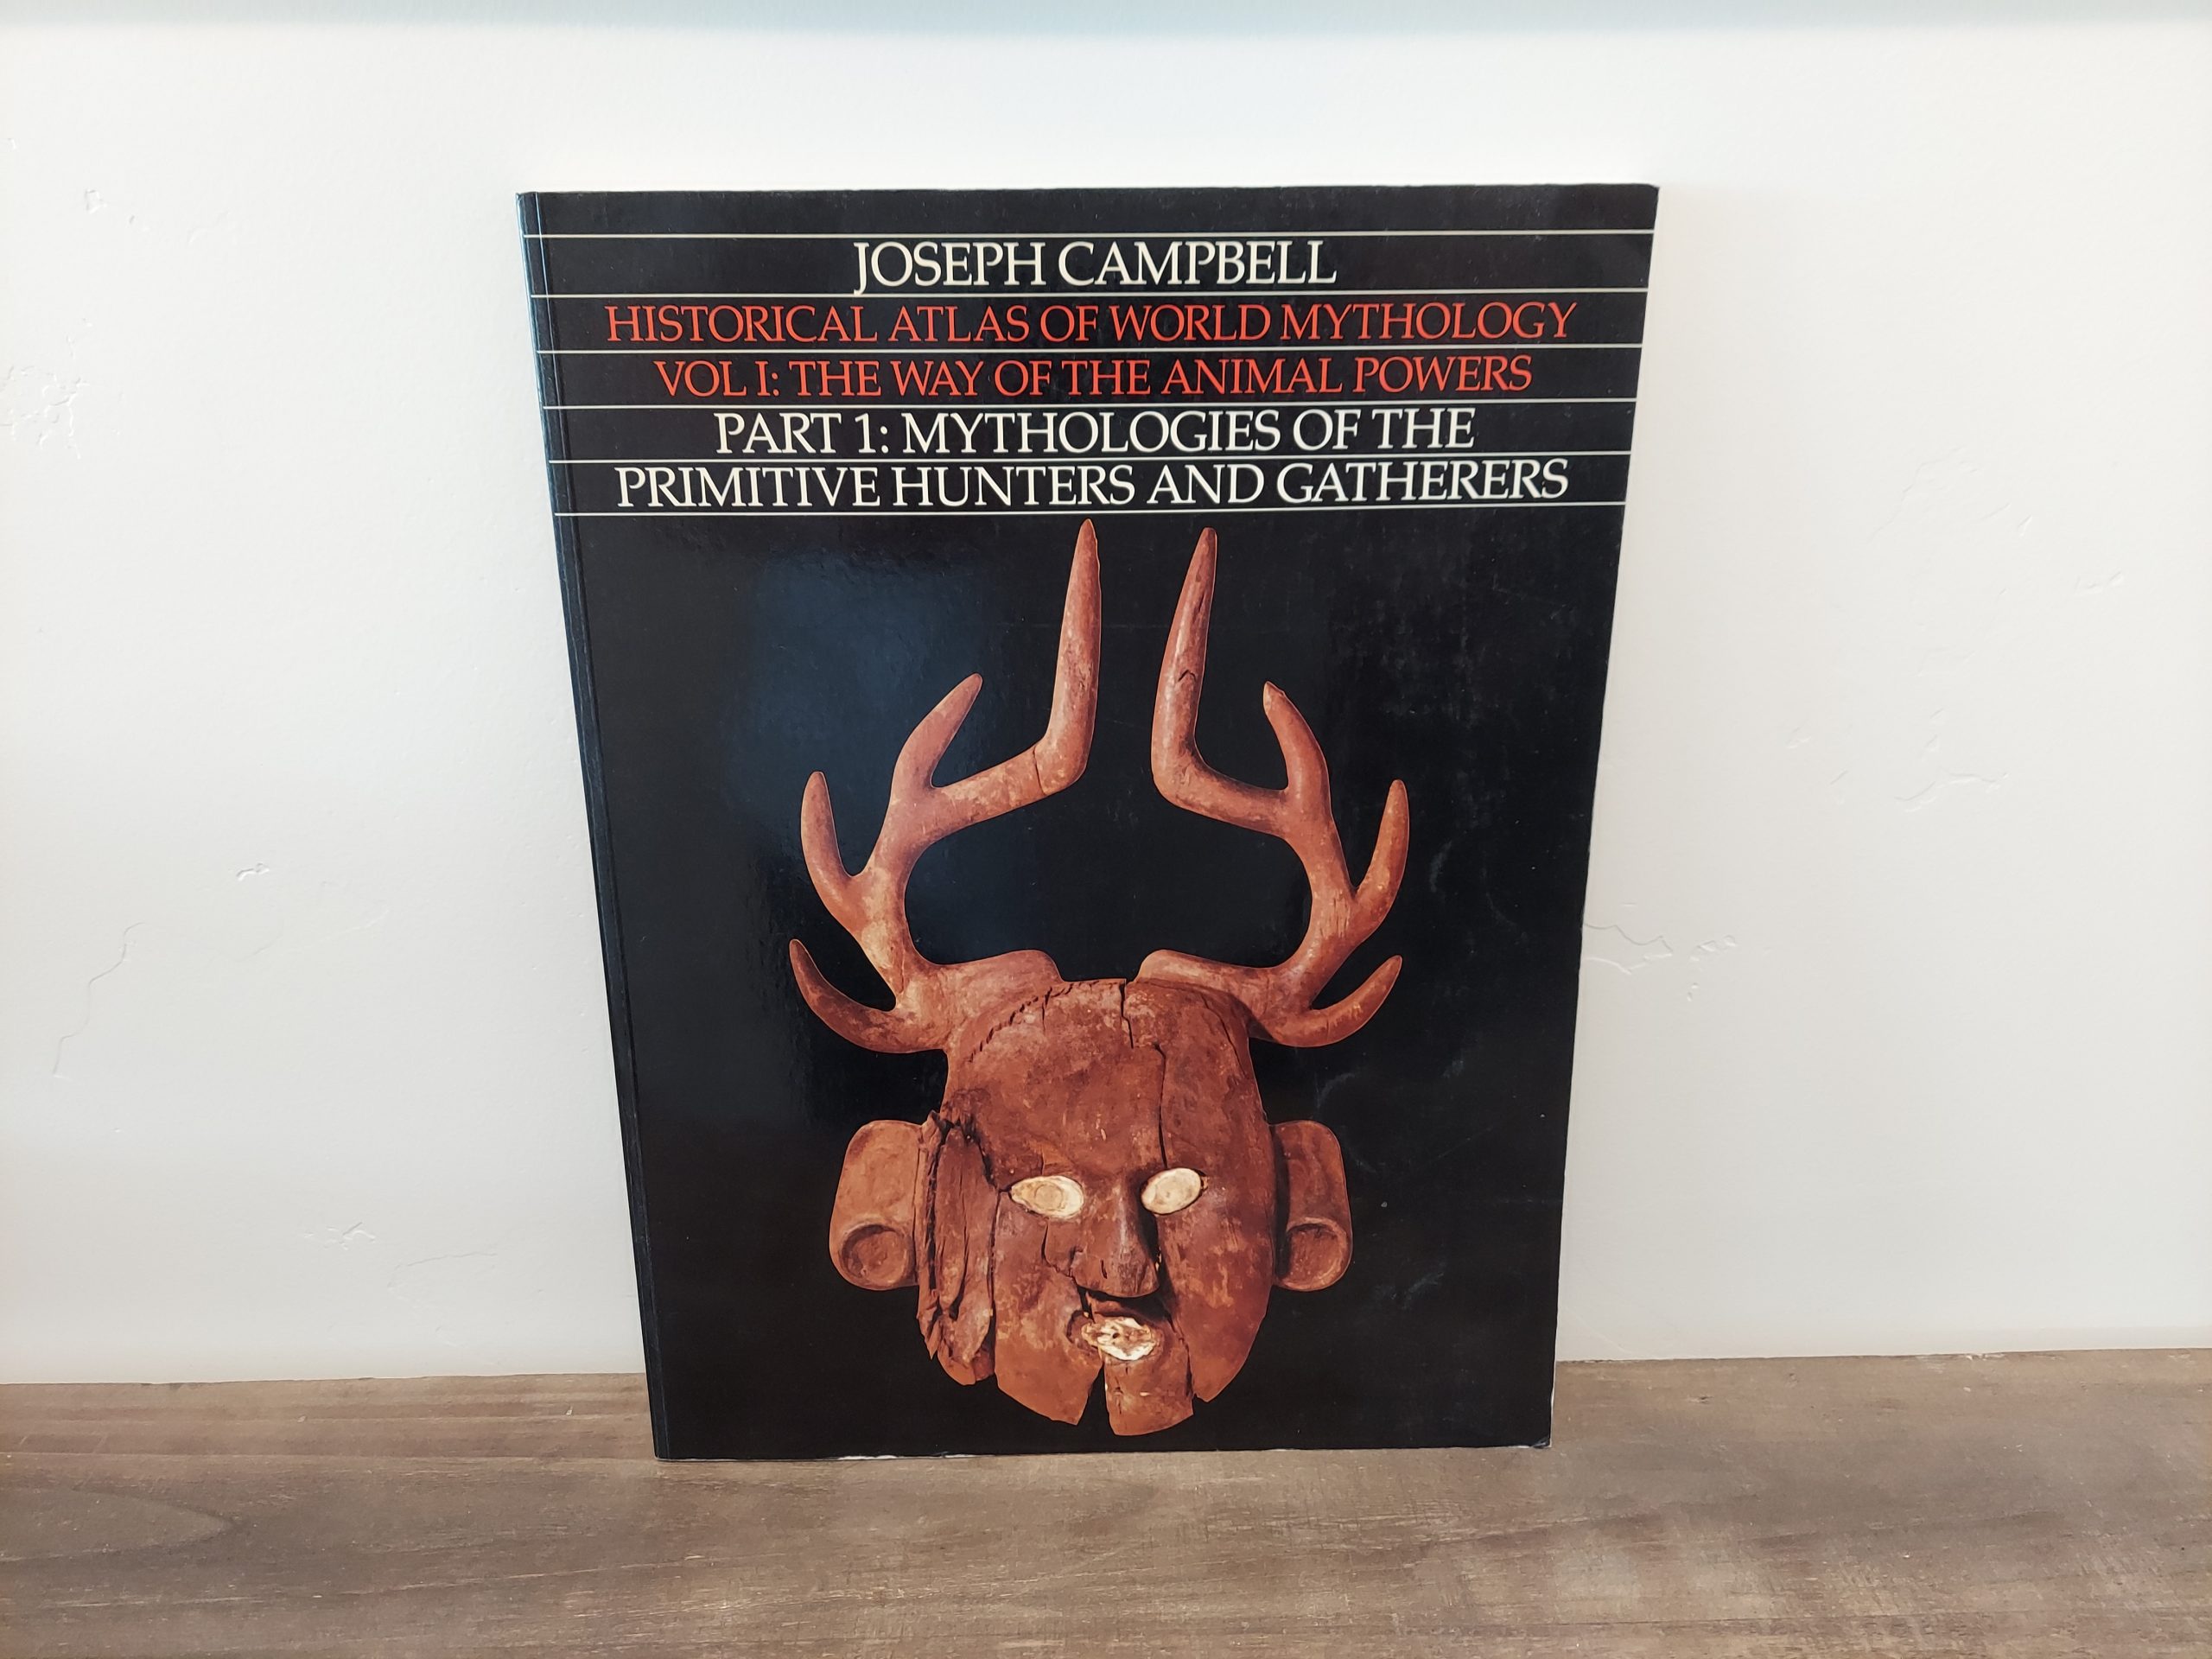 JOSEPH CAMPBELL
HISTORICAL ATLAS OF WORLD MYTHOLOGY
VOL I: THE WAY OF THE ANIMAL POWERS
PART 1: MYTHOLOGIES OF THE
PRIMITIVE HUNTERS AND GATHERERS